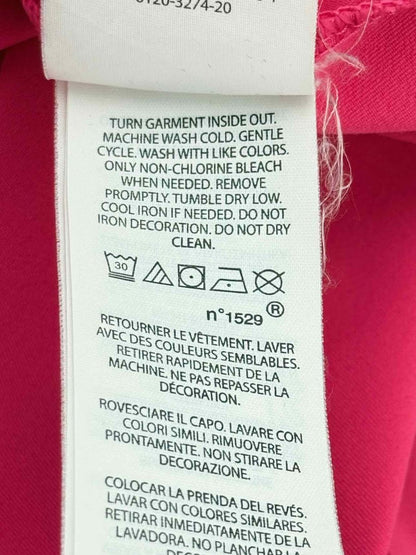 0120-3274-20
TURN GARMENT INSIDE OUT.
MACHINE WASH COLD. GENTLE
CYCLE. WASH WITH LIKE COLORS.
ONLY NON-CHLORINE BLEACH
WHEN NEEDED. REMOVE
PROMPTLY. TUMBLE DRY LOW.
COOL IRON IF NEEDED. DO NOT
IRON DECORATION. DO NOT DRY
CLEAN.
30
n°1529 ®
RETOURNER LE VÊTEMENT. LAVER
AVEC DES COULEURS SEMBLABLES.
RETIRER RAPIDEMENT DE LA
MACHINE. NE PAS REPASSER LA
DÉCORATION.
ROVESCIARE IL CAPO. LAVARE CON
COLORI SIMILI. RIMUOVERE
PRONTAMENTE. NON STIRARE LA
DECORAZIONE.
COLOCAR LA PRENDA DEL REVÉS.
LAVAR CON COLORES SIMILARES.
RETIRAR INMEDIATAMENTE DE LA
LAVADORA. NO PLANCHAR LA